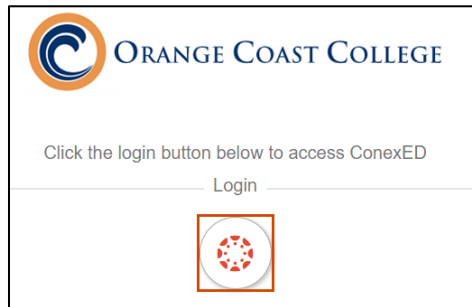 ORANGE COAST COLLEGE
Click the login button below to access ConexED
Login